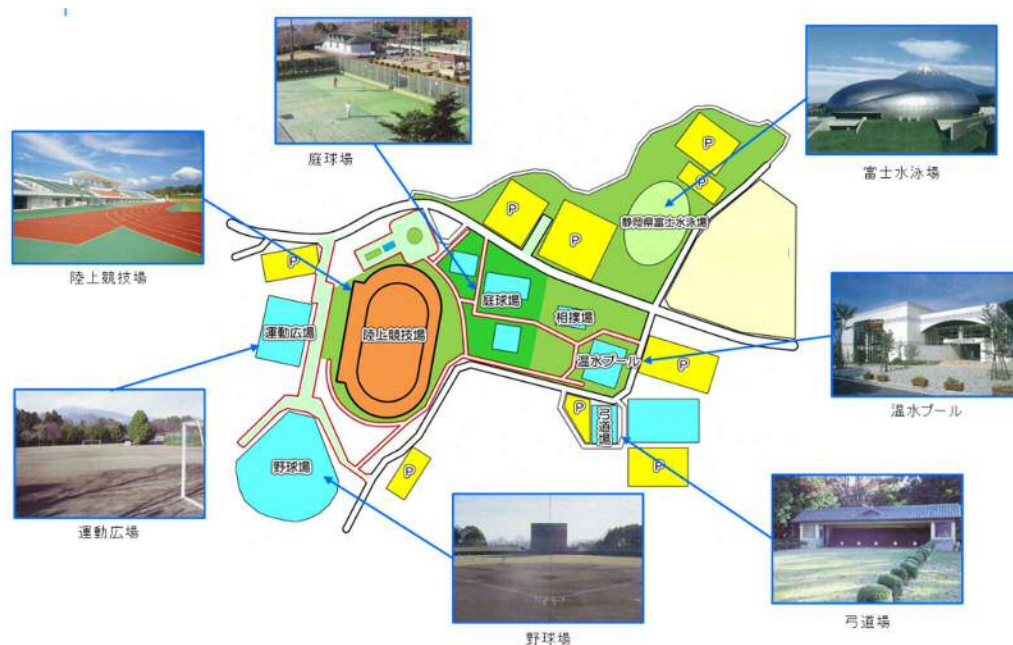 庭球場
富士水泳場
P
P
陸上競技場
P
P
静岡県富士水泳場
P
庭球場
相撲場
運動広場
陸上競技場
温水プール
P
温水プール
P
弓道場
野球場
P
P
運動広場
野球場
弓道場